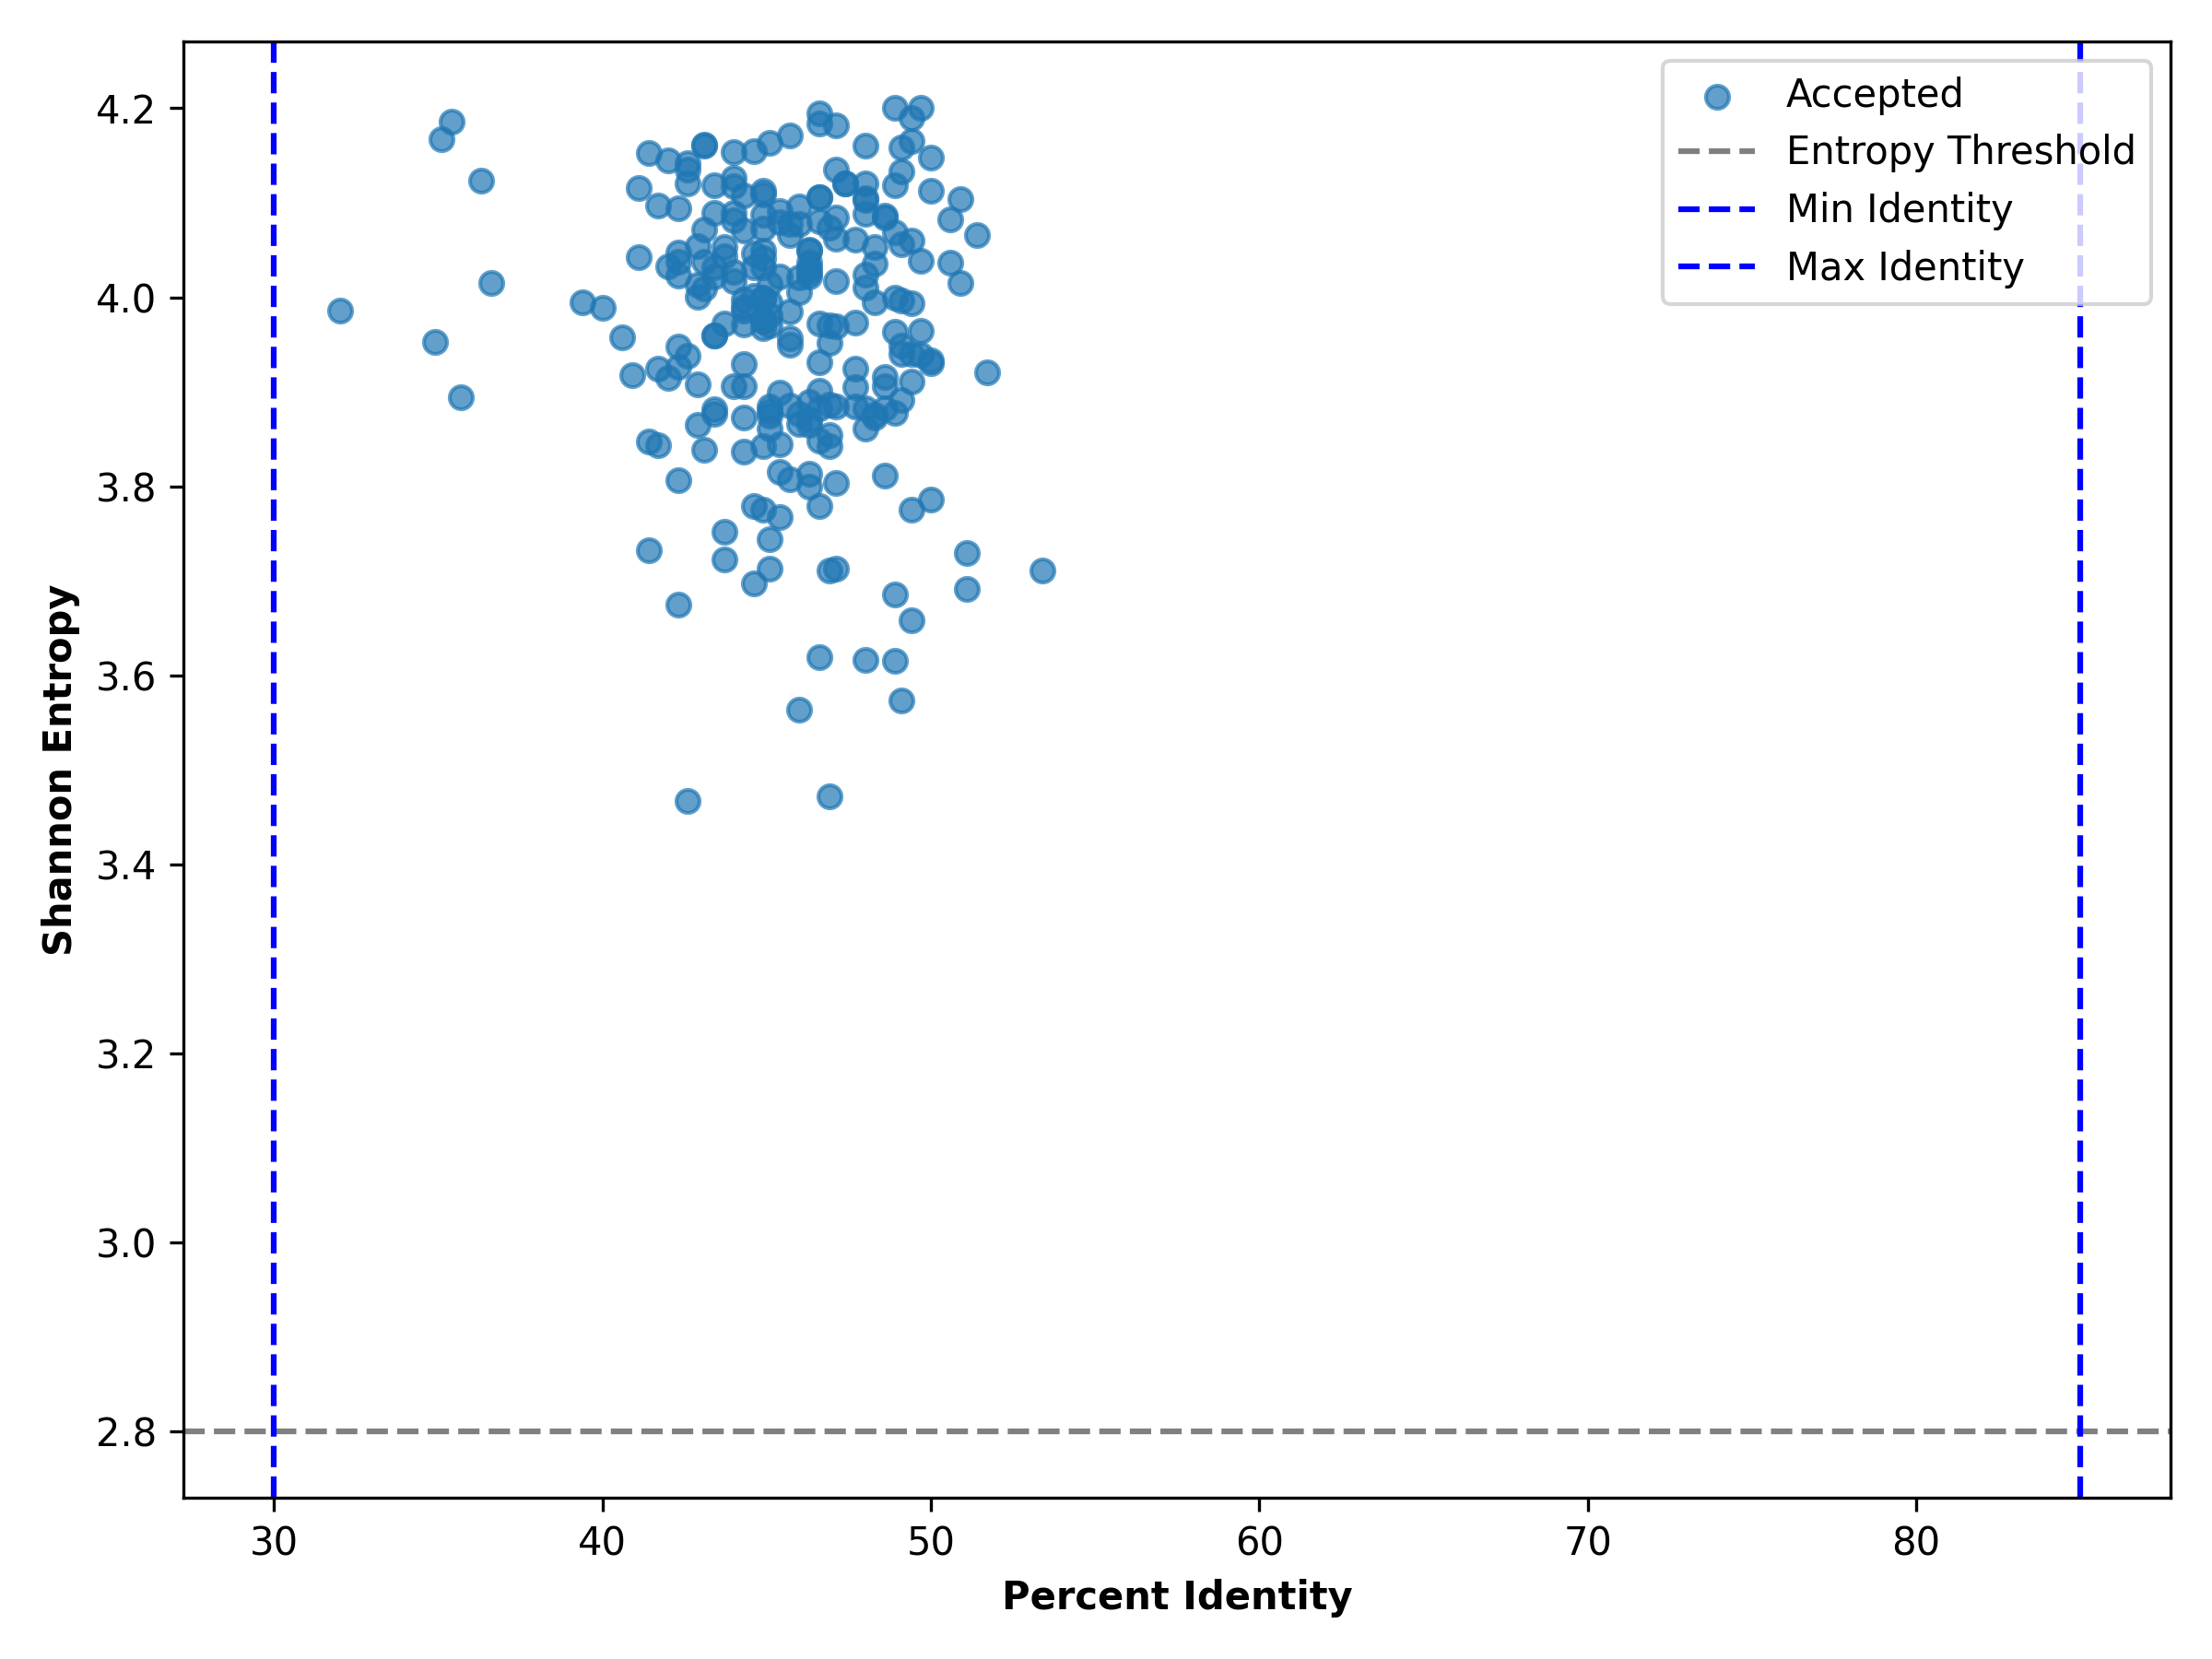 Accepted
Entropy Threshold
Min Identity
Max Identity
Shannon Entropy
4.2
4.0
3.8
3.6
3.4
3.2
3.0
2.8
30 40 50 60 70 80
Percent Identity